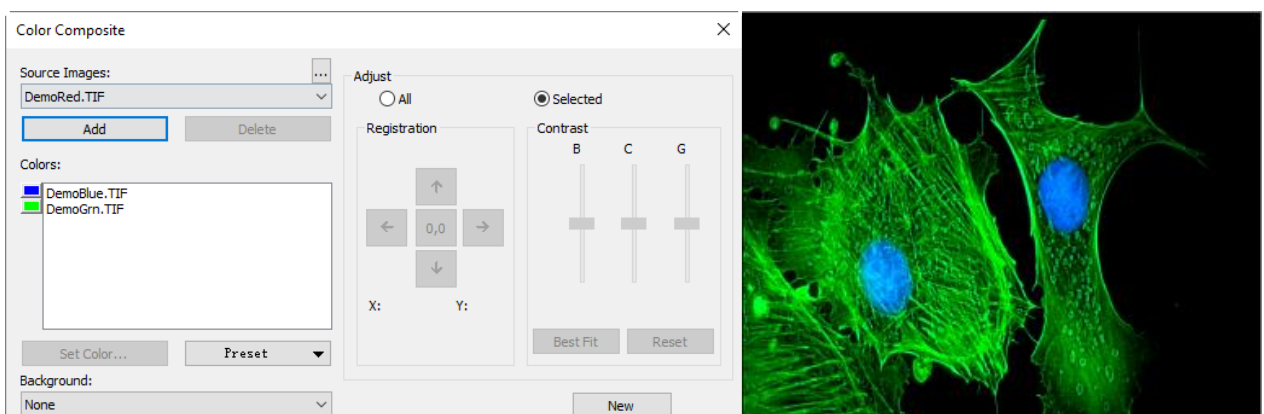 Color Composite
Source Images:
...
DemoRed.TIF
Add
Delete
Colors:
DemoBlue.TIF
DemoGrn.TIF
Set Color...
Preset
Background:
None
Adjust
All
Selected
Registration
0,0
X:
Y:
Contrast
B
C
G
Best Fit
Reset
New